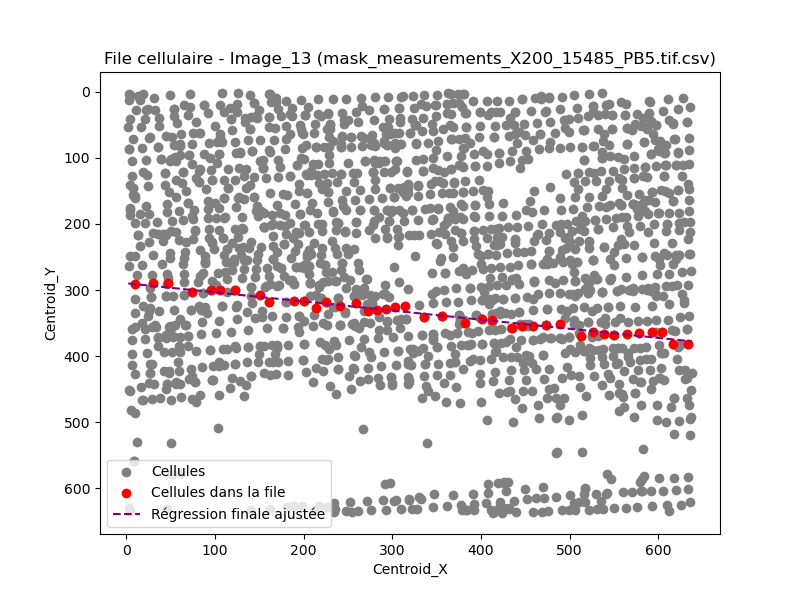 File cellulaire - Image_13 (mask_measurements_X200_15485_PB5.tif.csv)
0
100
200
300
400
500
600
Centroid_Y
Cellules
Cellules dans la file
Régression finale ajustée
0 100 200 300 400 500 600
Centroid_X